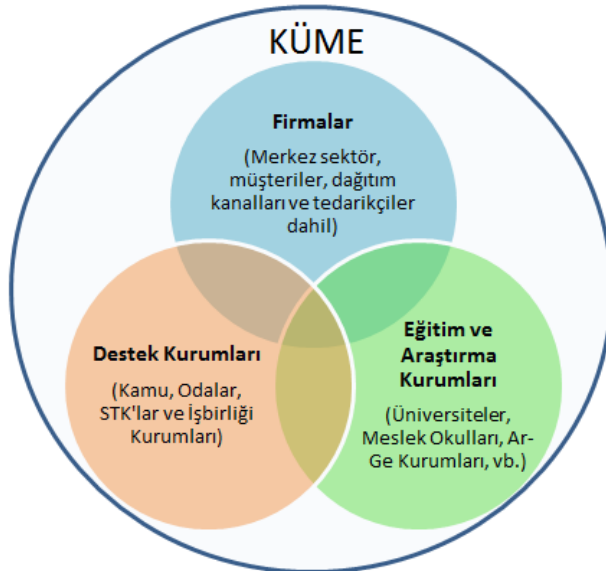 KÜME
Firmalar
(Merkez sektör,
müşteriler, dağıtım
kanalları ve tedarikçiler
dahil)
Destek Kurumları
(Kamu, Odalar,
STK'lar ve İşbirliği
Kurumları)
Eğitim ve
Araştırma
Kurumları
(Üniversiteler,
Meslek Okulları, Ar-
Ge Kurumları, vb.)